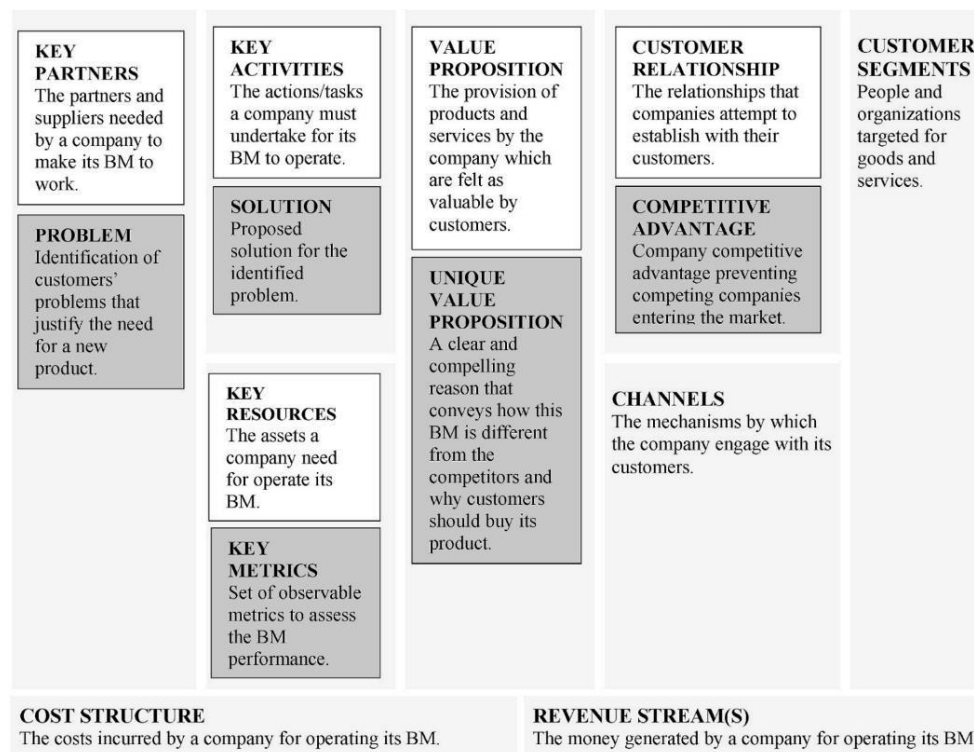 KEY
PARTNERS
The partners and
suppliers needed
by a company to
make its BM to
work.
PROBLEM
Identification of
customers'
problems that
justify the need
for a new
product.
KEY
ACTIVITIES
The actions/tasks
a company must
undertake for its
BM to operate.
SOLUTION
Proposed
solution for the
identified
problem.
KEY
RESOURCES
The assets a
company need
for operate its
BM.
KEY
METRICS
Set of observable
metrics to assess
the BM
performance.
VALUE
PROPOSITION
The provision of
products and
services by the
company which
are felt as
valuable by
customers.
UNIQUE
VALUE
PROPOSITION
A clear and
compelling
reason that
conveys how this
BM is different
from the
competitors and
why customers
should buy its
product.
CUSTOMER
RELATIONSHIP
The relationships that
companies attempt to
establish with their
customers.
COMPETITIVE
ADVANTAGE
Company competitive
advantage preventing
competing companies
entering the market.
CHANNELS
The mechanisms by which
the company engage with its
customers.
CUSTOMER
SEGMENTS
People and
organizations
targeted for
goods and
services.
COST STRUCTURE
The costs incurred by a company for operating its BM.
REVENUE STREAM(S)
The money generated by a company for operating its BM